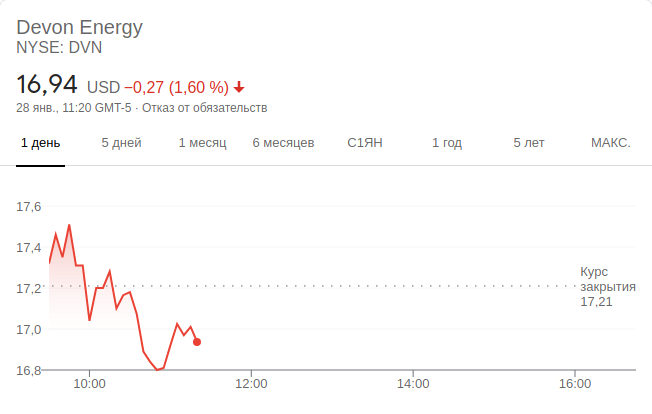 Devon Energy
NYSE: DVN
16,94 USD −0,27 (1,60 %)
28 янв., 11:20 GMT-5 · Отказ от обязательств
1 день 5 дней 1 месяц 6 месяцев С1ЯН 1 год 5 лет МАКС.
17,6
17,4
17,2
17,0
16,8
Курс
закрытия
17,21
10:00 12:00 14:00 16:00